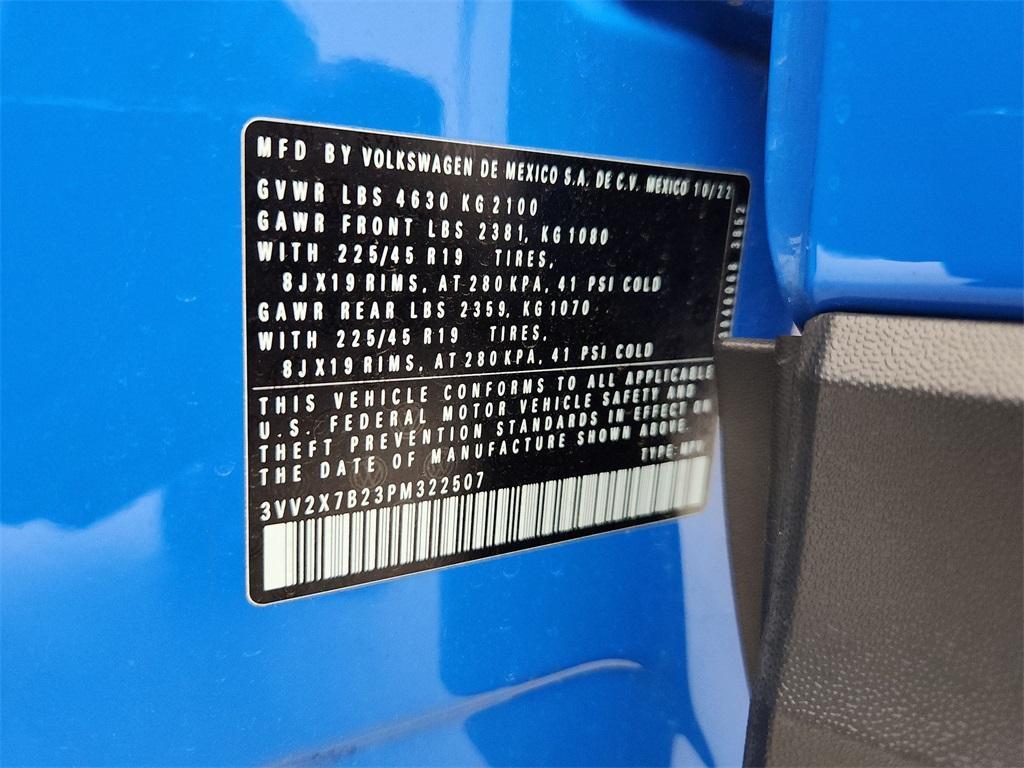 MFD BY VOLKSWAGEN DE MEXICO S.A. DE C.V. MEXICO 10/22
GVWR LBS 4630 KG 2100
GAWR FRONT LBS 2381, KG 1080
WITH 225/45 R19 TIRES,
8JX19 RIMS, AT 280 KPA, 41 PSI COLD
GAWR REAR LBS 2359, KG 1070
WITH 225/45 R19 TIRES,
8JX19 RIMS, AT 280 KPA, 41 PSI COLD
THIS VEHICLE CONFORMS TO ALL APPLICABLE
U.S. FEDERAL MOTOR VEHICLE SAFETY AND
THEFT PREVENTION STANDARDS IN EFFECT ON
THE DATE OF MANUFACTURE SHOWN ABOVE.
TYPE: MPV
3VV2X7B23PM322507